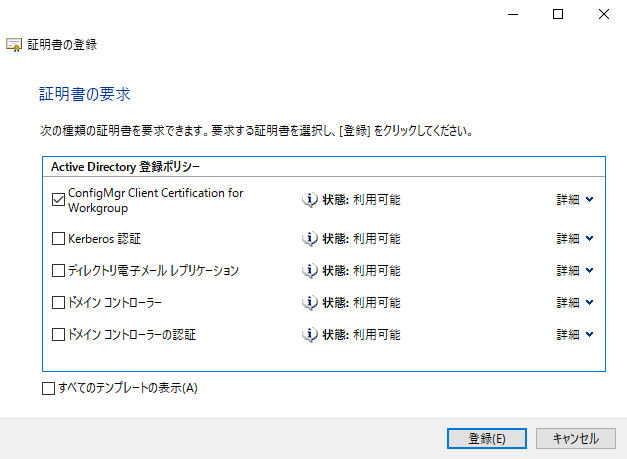 証明書の登録
証明書の要求
次の種類の証明書を要求できます。要求する証明書を選択し、[登録] をクリックしてください。
Active Directory 登録ポリシー
ConfigMgr Client Certification for
Workgroup
状態: 利用可能
詳細
Kerberos 認証
状態: 利用可能
詳細
ディレクトリ電子メール レプリケーション
状態: 利用可能
詳細
ドメイン コントローラー
状態: 利用可能
詳細
ドメイン コントローラーの認証
状態: 利用可能
詳細
すべてのテンプレートの表示(A)
登録(E)
キャンセル